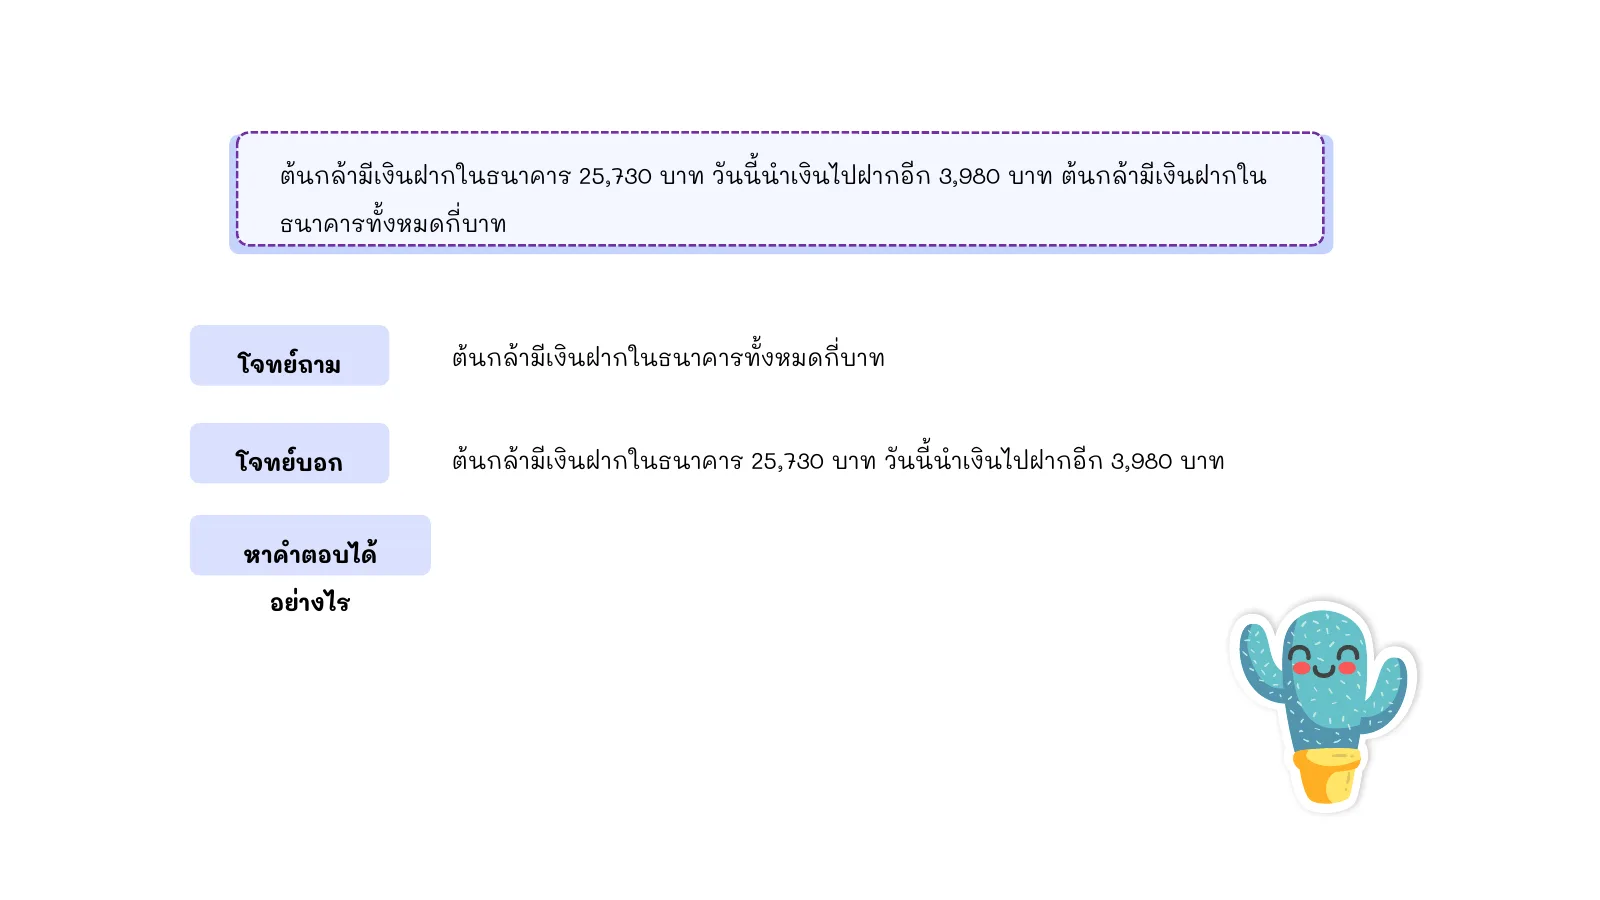 ต้นกล้ามีเงินฝากในธนาคาร 25,730 บาท วันนี้นำเงินไปฝากอีก 3,980 บาท ต้นกล้ามีเงินฝากใน
ธนาคารทั้งหมดกี่บาท
โจทย์ถาม
ต้นกล้ามีเงินฝากในธนาคารทั้งหมดกี่บาท
โจทย์บอก
ต้นกล้ามีเงินฝากในธนาคาร 25,730 บาท วันนี้นำเงินไปฝากอีก 3,980 บาท
หาคำตอบได้
อย่างไร